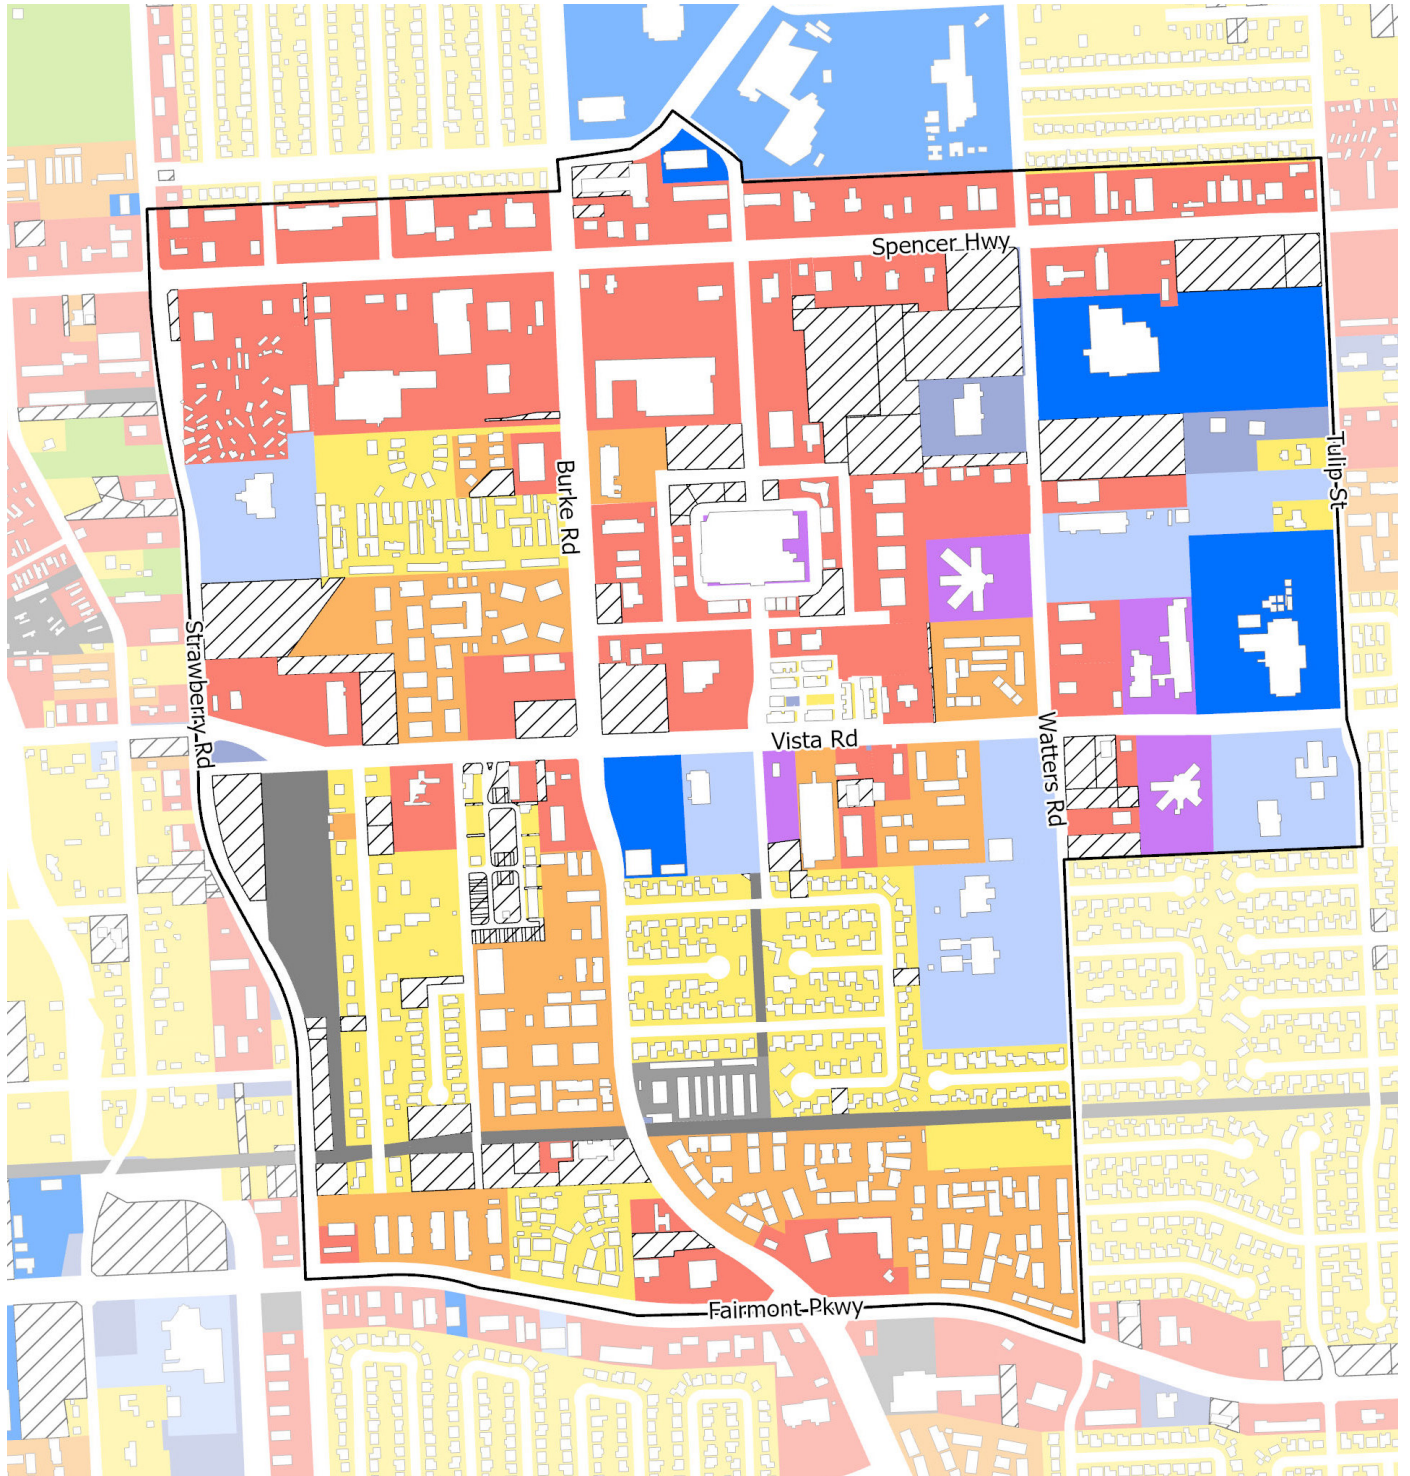 Spencer Hwy
Burke Rd
Tulip St
Strawberry Rd
Vista Rd
Watters Rd
Fairmont Pkwy